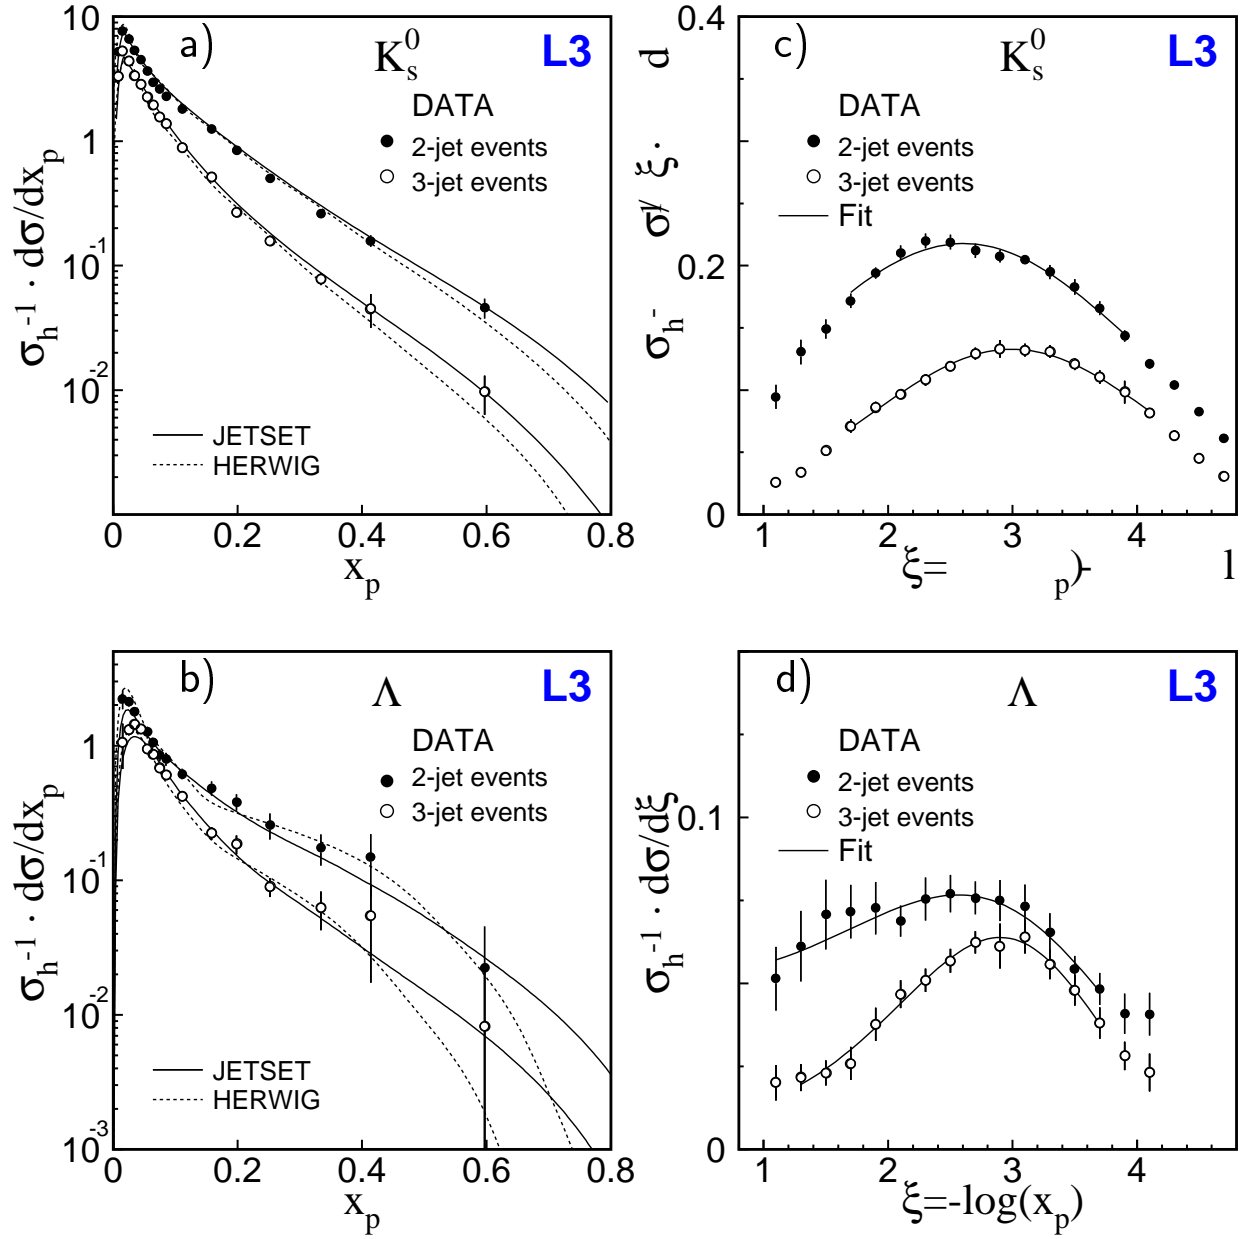 a) K⁰ₛ L3
DATA
2-jet events
3-jet events
JETSET
HERWIG
10
1
10⁻¹
10⁻²
0 0.2 0.4 0.6 0.8
xₚ
σₕ⁻¹ · dσ/dxₚ
c) K⁰ₛ L3
DATA
2-jet events
3-jet events
Fit
0.4
0.2
0
1 2 3 4
ξ= ₚ)- l
b) Λ L3
DATA
2-jet events
3-jet events
JETSET
HERWIG
1
10⁻¹
10⁻²
10⁻³
0 0.2 0.4 0.6 0.8
xₚ
σₕ⁻¹ · dσ/dxₚ
d) Λ L3
DATA
2-jet events
3-jet events
Fit
0.1
0
1 2 3 4
ξ=-log(xₚ)
σₕ⁻¹ · dσ/dξ